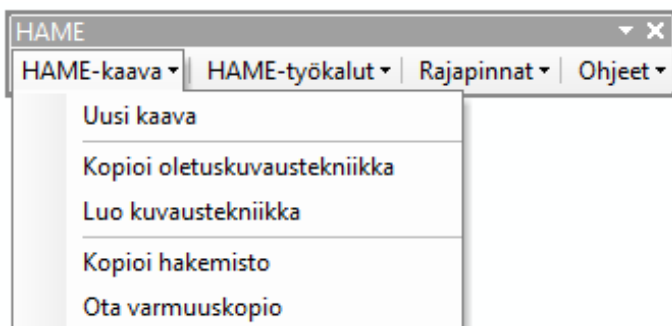 HAME
HAME-kaava HAME-työkalut Rajapinnat Ohjeet
Uusi kaava
Kopioi oletuskuvaustekniikka
Luo kuvaustekniikka
Kopioi hakemisto
Ota varmuuskopio